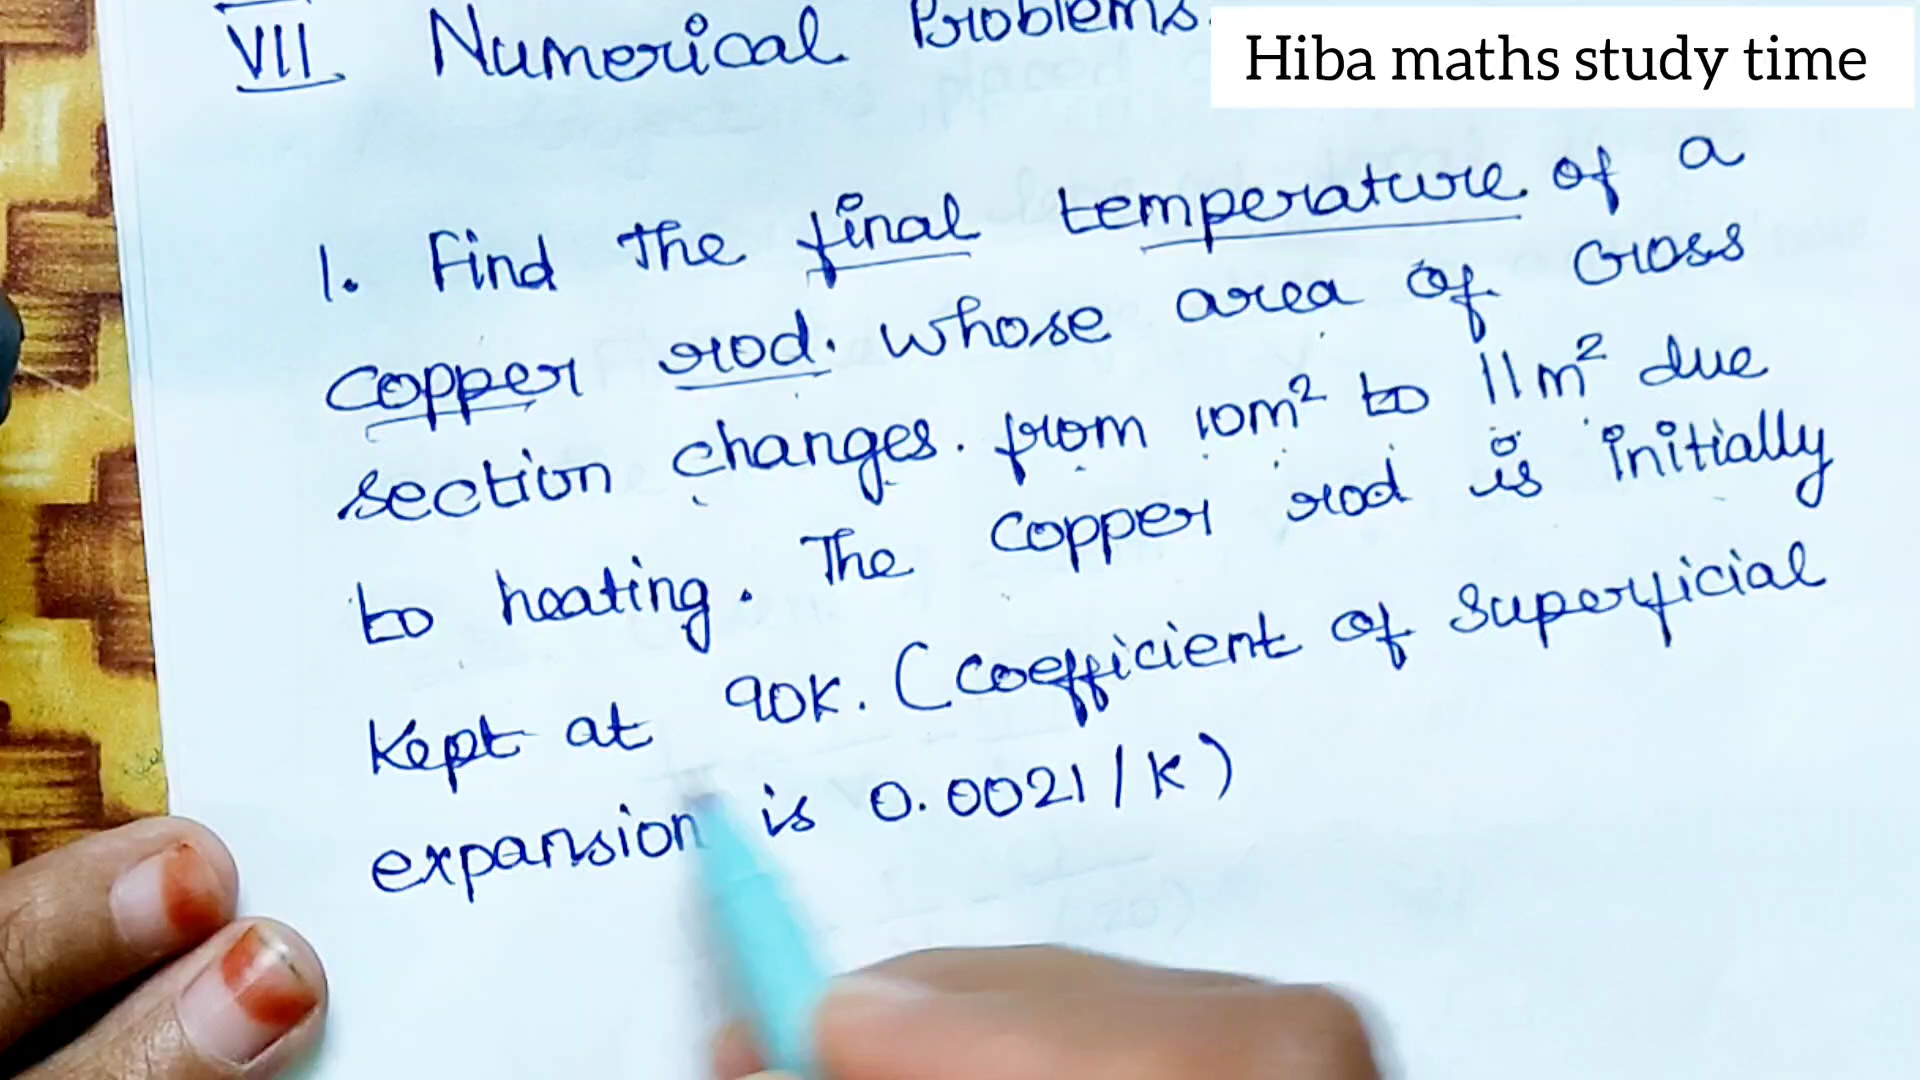 VII Numerical Problems.
Hiba maths study time
1. Find the final temperature of a
copper rod. whose area of cross
section changes. from 10m² to 11m² due
to heating. The copper rod is initially
kept at 90K. (coefficient of superficial
expansion is 0.0021/K)